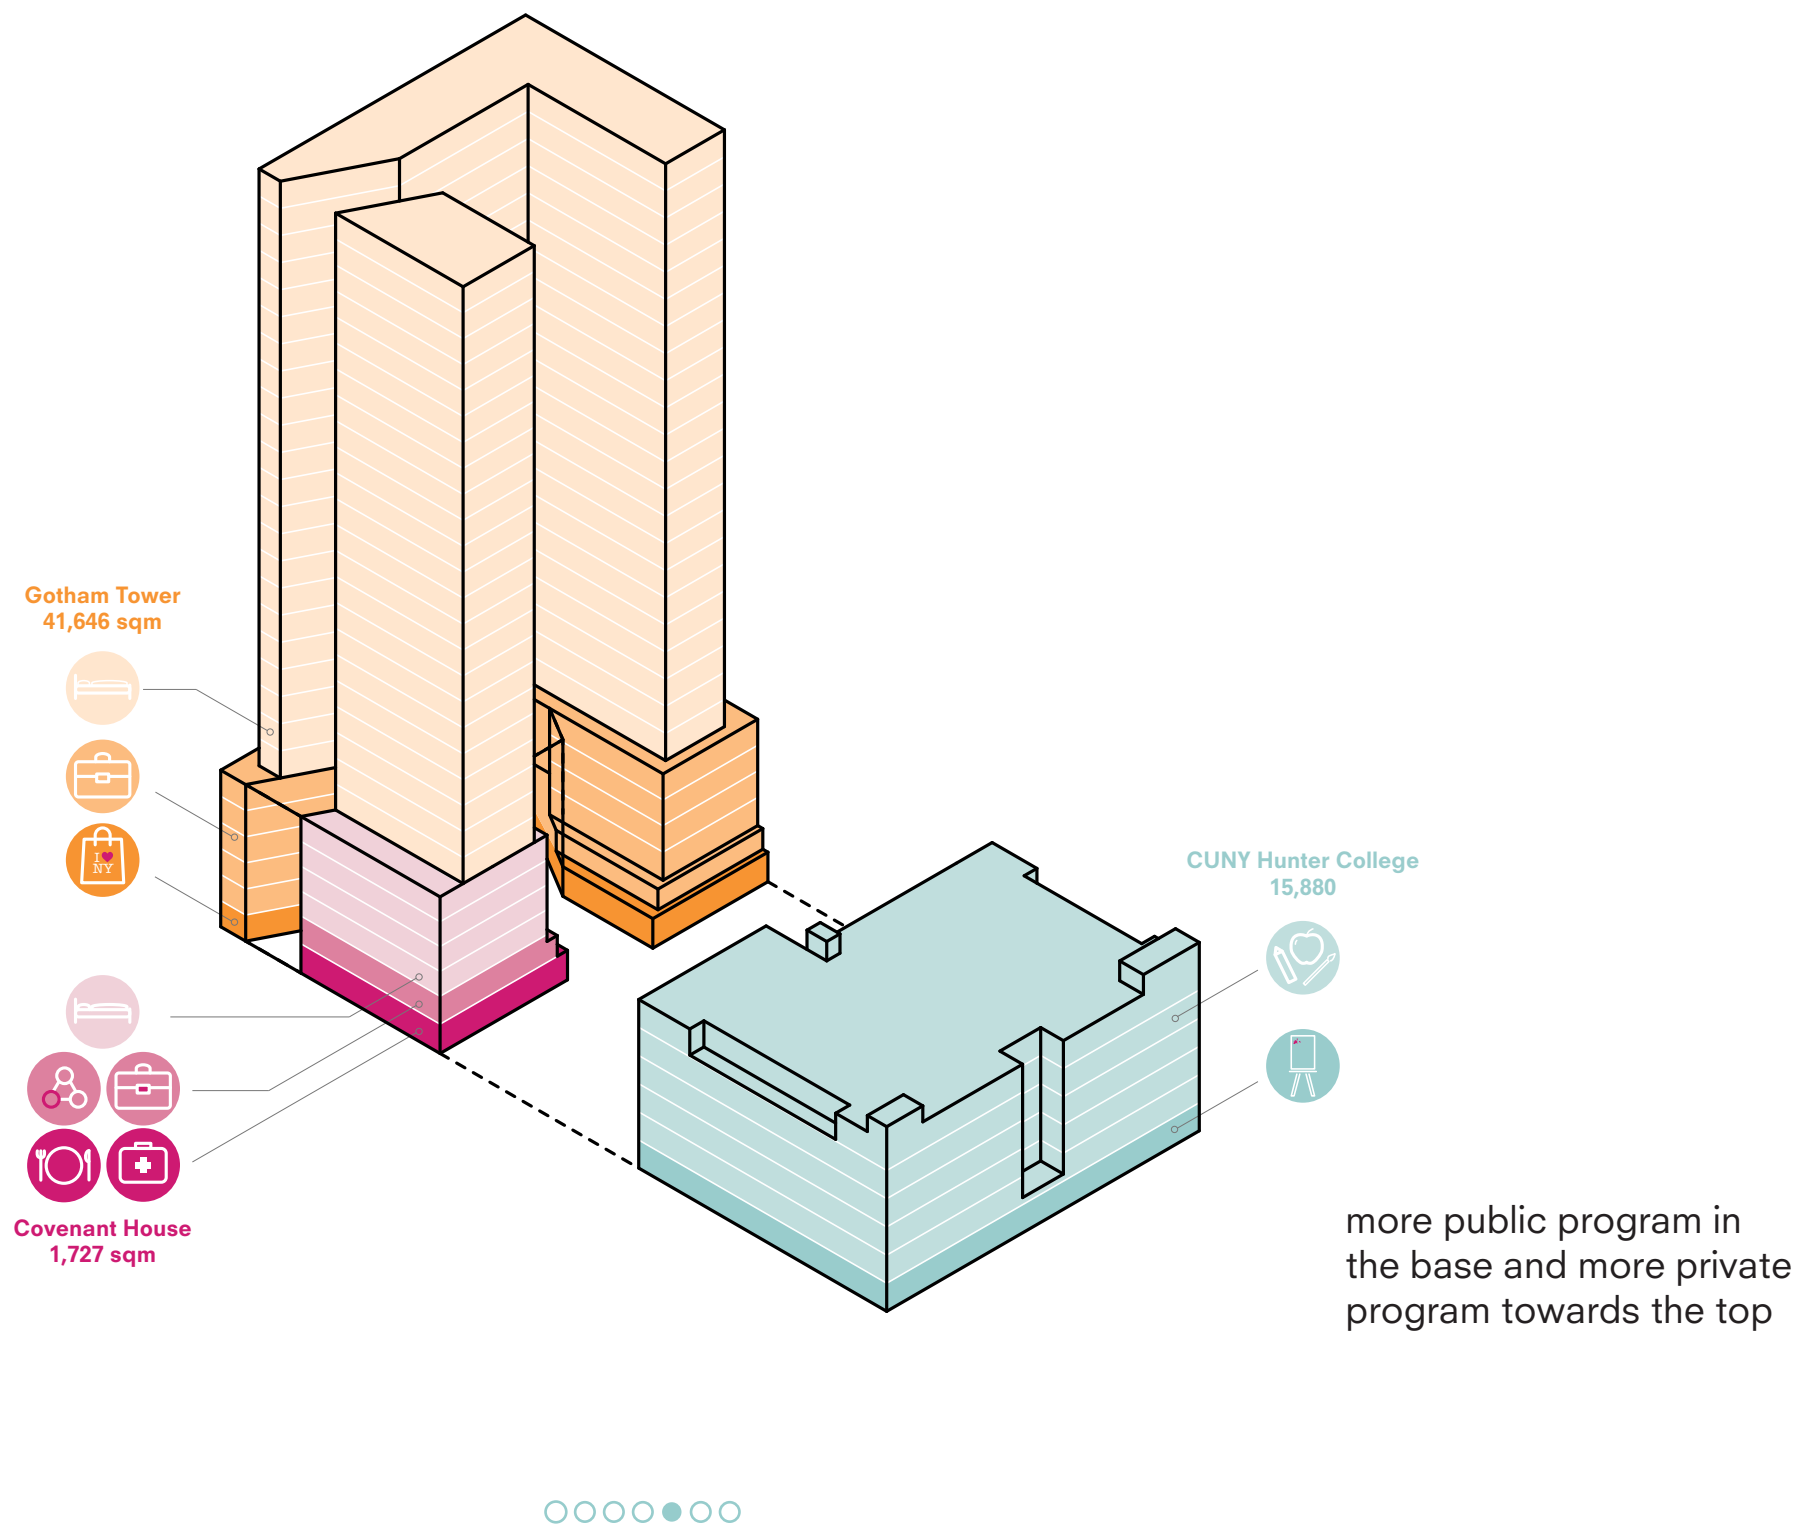 Gotham Tower
41,646 sqm
I
NY
Covenant House
1,727 sqm
CUNY Hunter College
15,880
more public program in
the base and more private
program towards the top